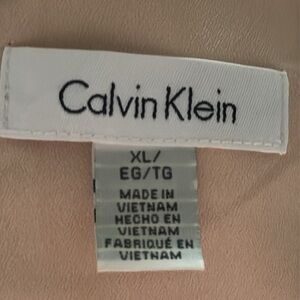 Calvin Klein
XL/
EG/TG
MADE IN
VIETNAM
HECHO EN
VIETNAM
FABRIQUÉ EN
VIETNAM